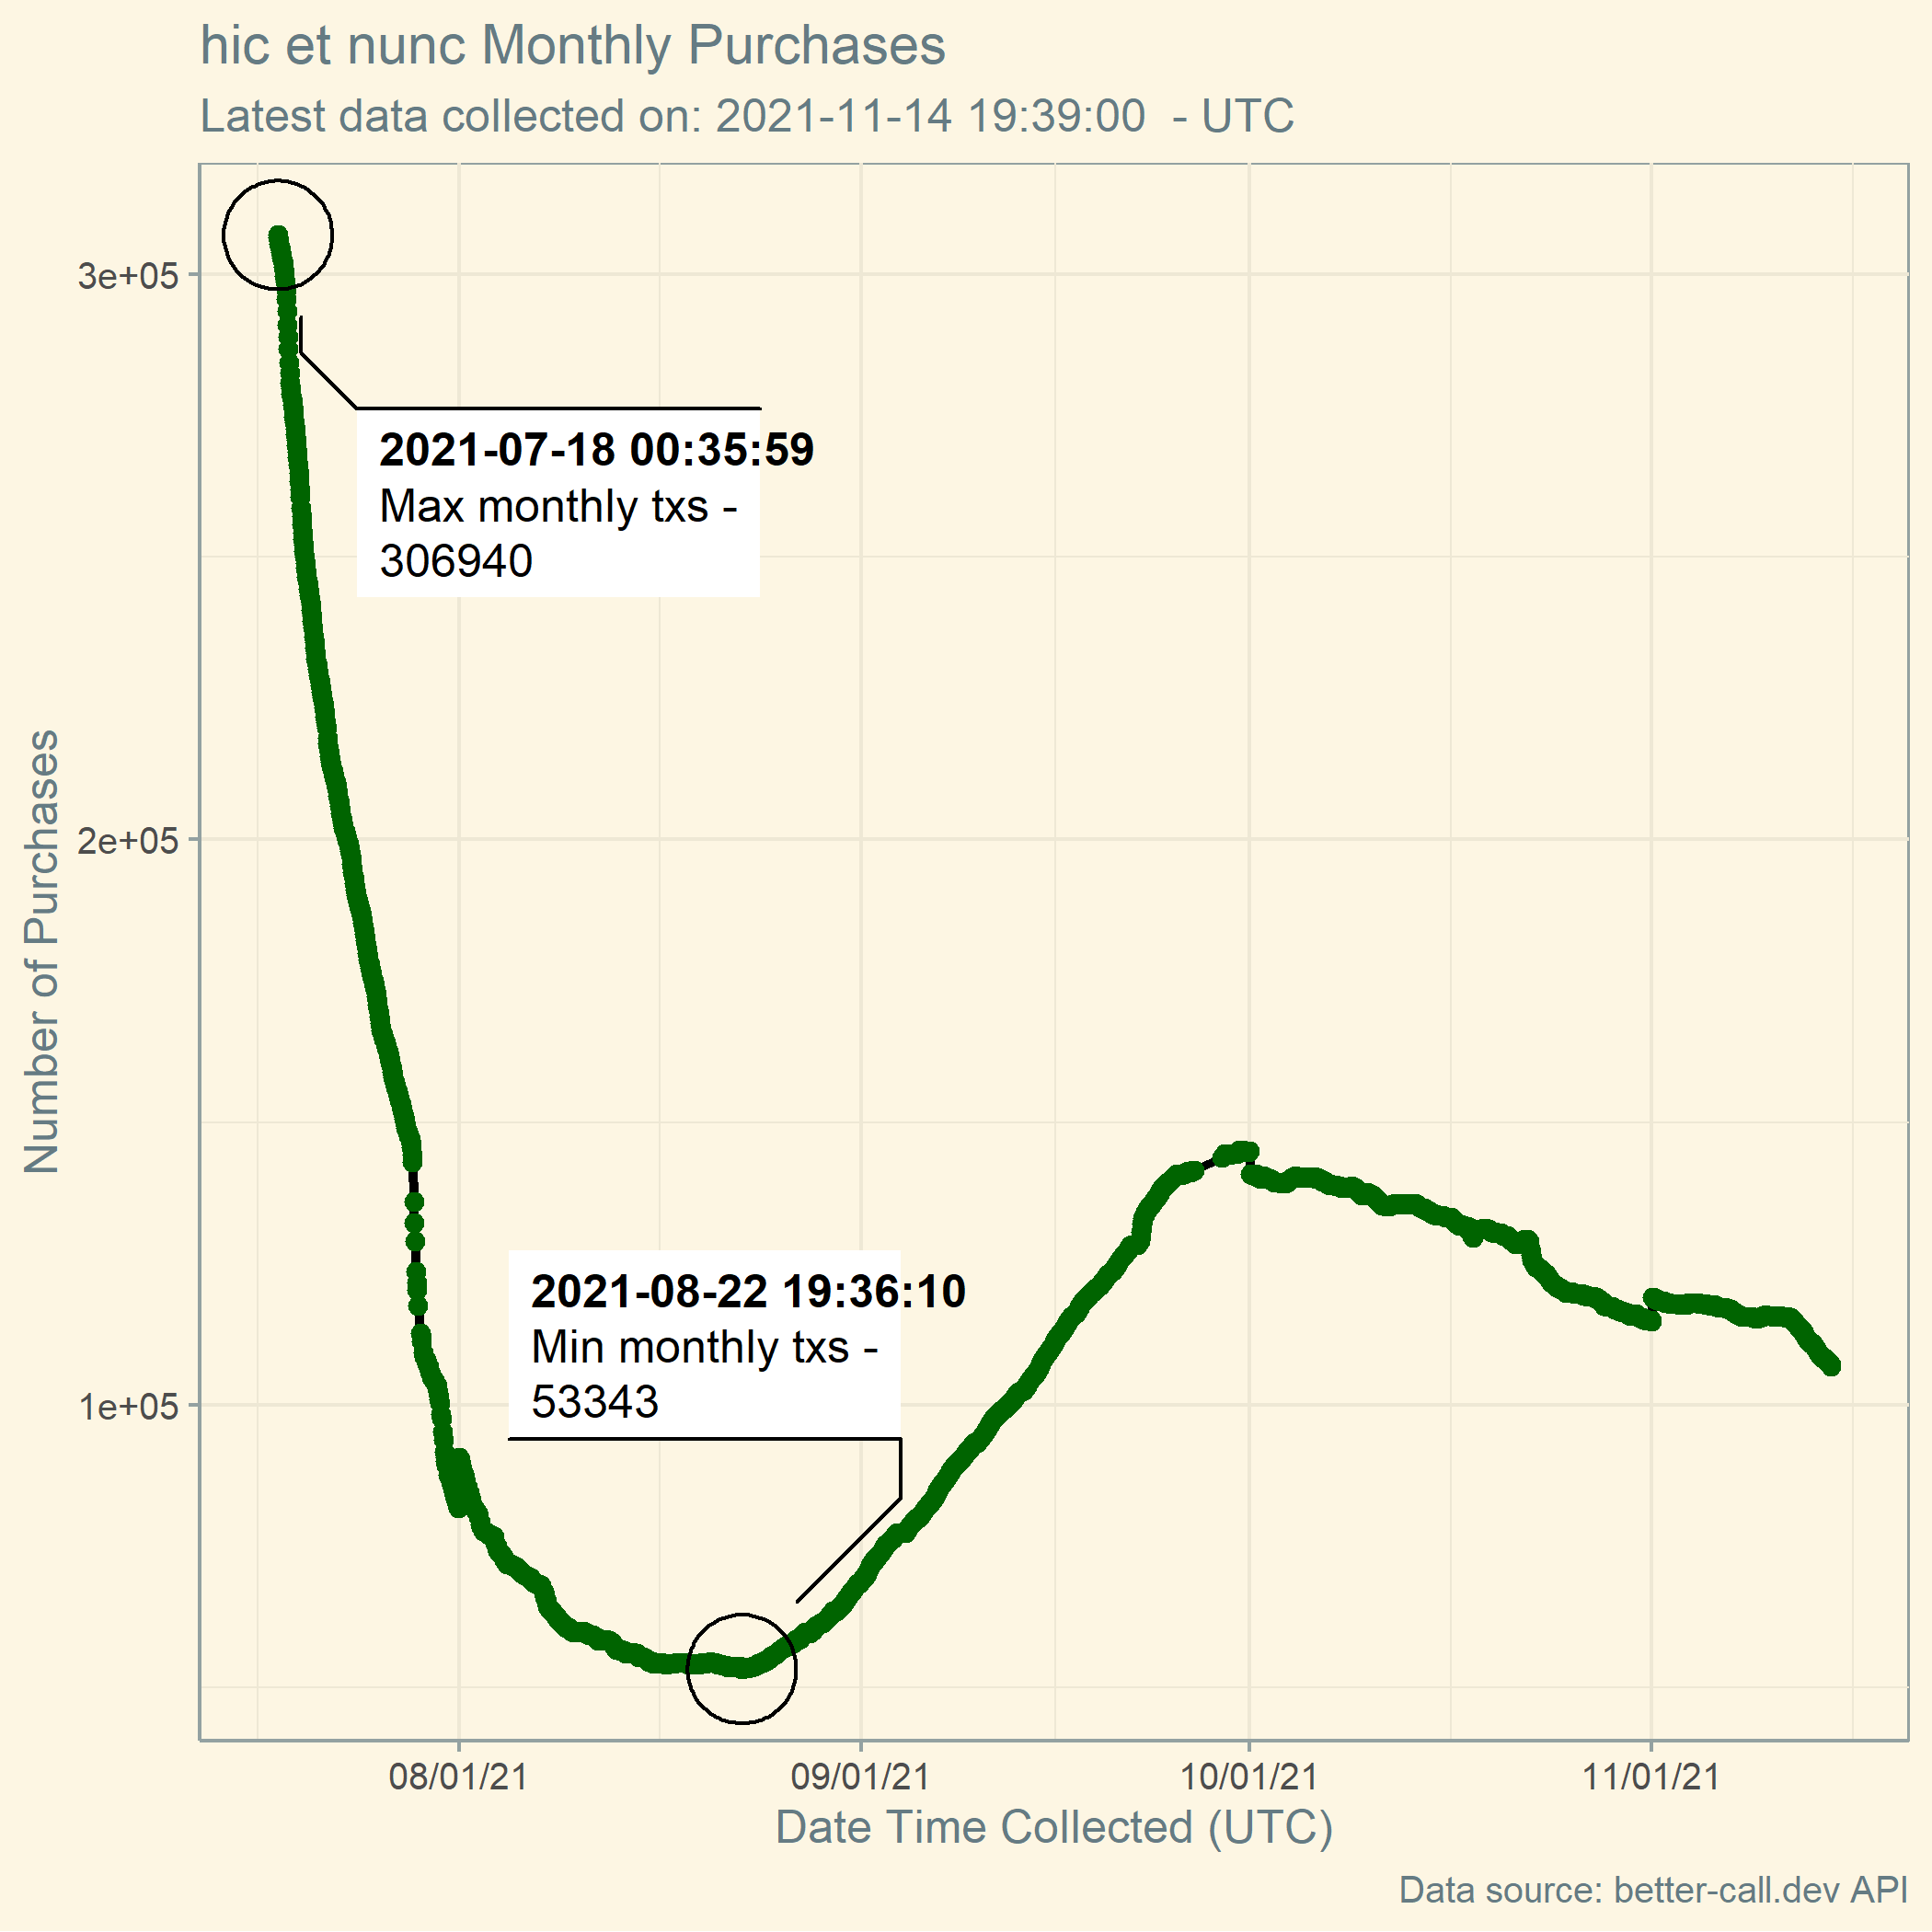 hic et nunc Monthly Purchases
Latest data collected on: 2021-11-14 19:39:00  - UTC
Number of Purchases
3e+05
2e+05
1e+05
2021-07-18 00:35:59
Max monthly txs -
306940
2021-08-22 19:36:10
Min monthly txs -
53343
08/01/21
09/01/21
10/01/21
11/01/21
Date Time Collected (UTC)
Data source: better-call.dev API